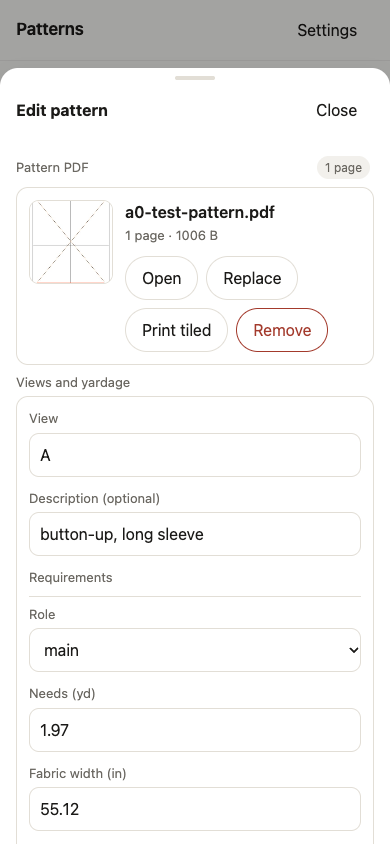 Patterns
Settings
Edit pattern
Close
Pattern PDF
1 page
a0-test-pattern.pdf
1 page · 1006 B
Open
Replace
Print tiled
Remove
Views and yardage
View
A
Description (optional)
button-up, long sleeve
Requirements
Role
main
Needs (yd)
1.97
Fabric width (in)
55.12